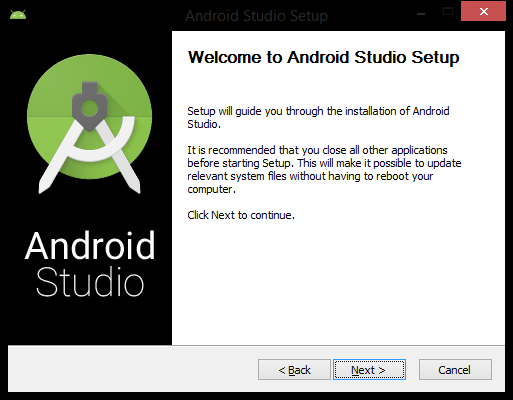 Android Studio Setup
Welcome to Android Studio Setup
Setup will guide you through the installation of Android
Studio.
It is recommended that you close all other applications
before starting Setup. This will make it possible to update
relevant system files without having to reboot your
computer.
Click Next to continue.
Android
Studio
< Back
Next >
Cancel